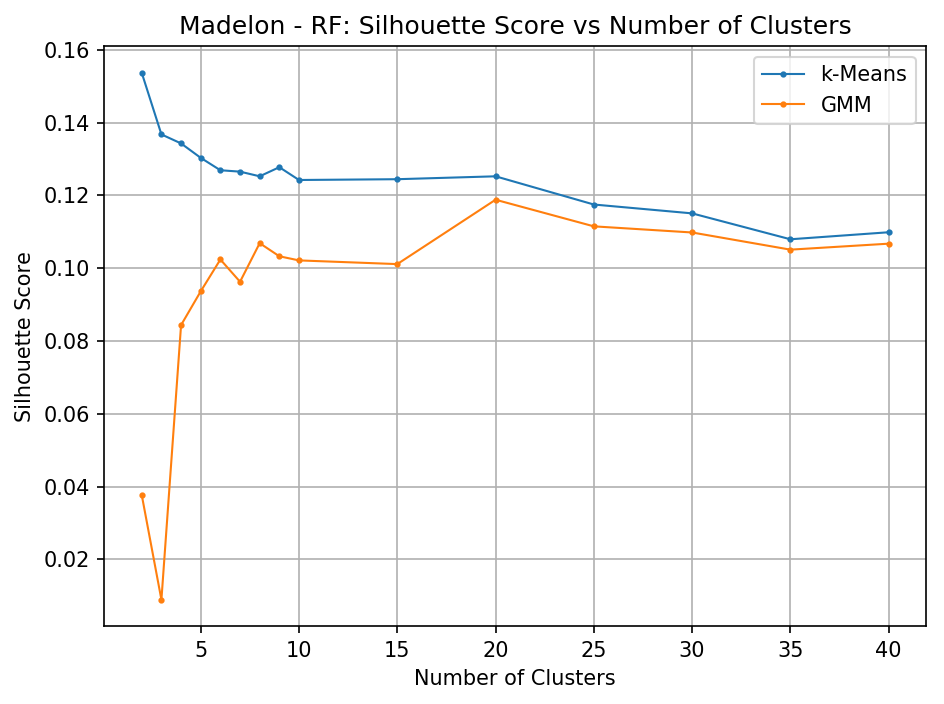 Madelon - RF: Silhouette Score vs Number of Clusters
k-Means
GMM
Silhouette Score
0.16
0.14
0.12
0.10
0.08
0.06
0.04
0.02
5 10 15 20 25 30 35 40
Number of Clusters